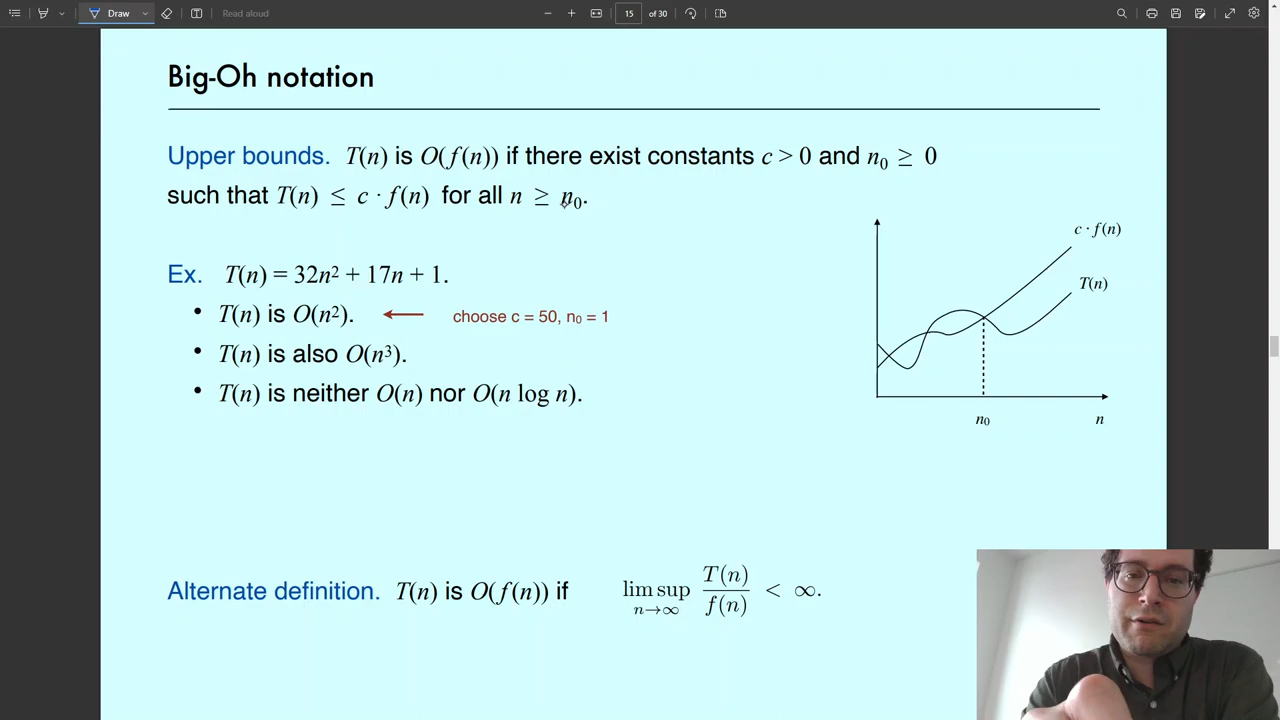 Draw
Read aloud
15 of 30
Big-Oh notation
Upper bounds. T(n) is O(f(n)) if there exist constants c > 0 and n₀ ≥ 0
such that T(n) ≤ c · f(n) for all n ≥ n₀.
Ex. T(n) = 32n² + 17n + 1.
• T(n) is O(n²). ← choose c = 50, n₀ = 1
• T(n) is also O(n³).
• T(n) is neither O(n) nor O(n log n).
c · f(n)
T(n)
n₀
n
Alternate definition. T(n) is O(f(n)) if lim sup n→∞ T(n)/f(n) < ∞.